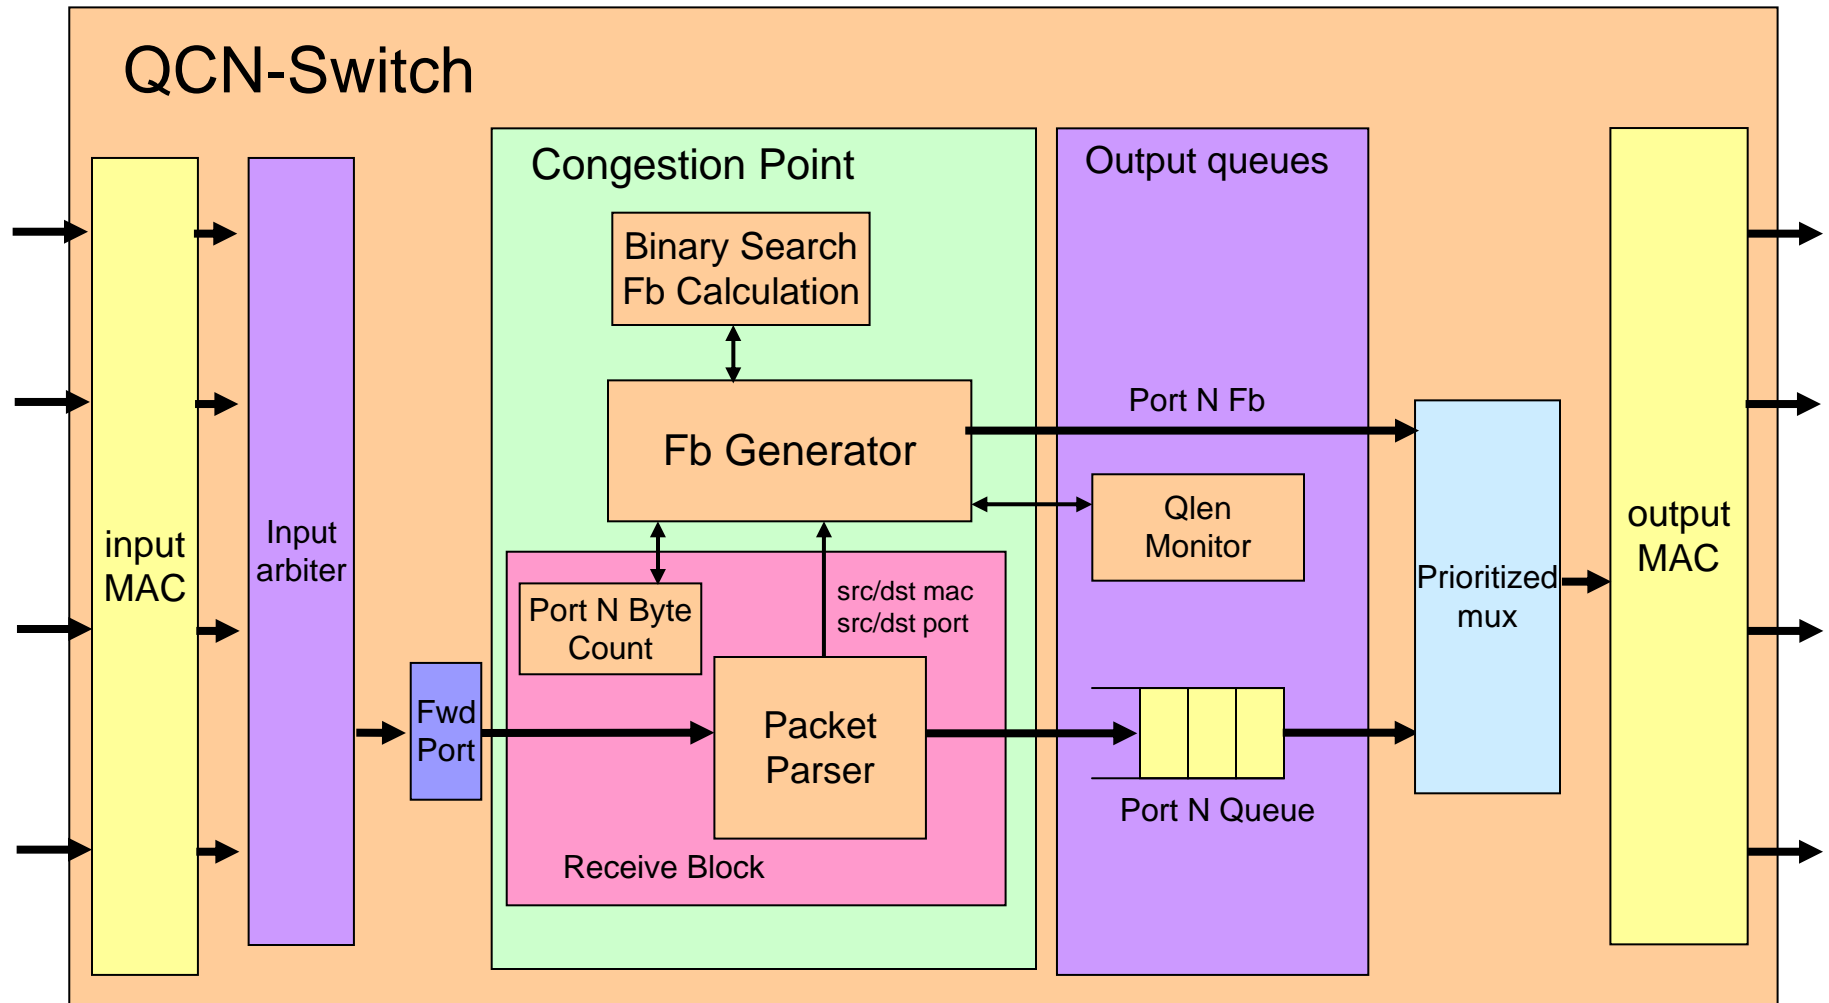 QCN-Switch
input
MAC
Input
arbiter
Fwd
Port
Congestion Point
Binary Search
Fb Calculation
Fb Generator
Port N Byte
Count
src/dst mac
src/dst port
Packet
Parser
Receive Block
Output queues
Port N Fb
Qlen
Monitor
Port N Queue
Prioritized
mux
output
MAC